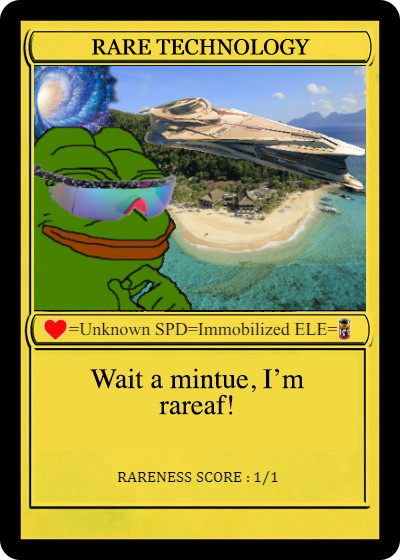 RARE TECHNOLOGY
=Unknown SPD=Immobilized ELE=
Wait a mintue, I'm
rareaf!
RARENESS SCORE : 1/1